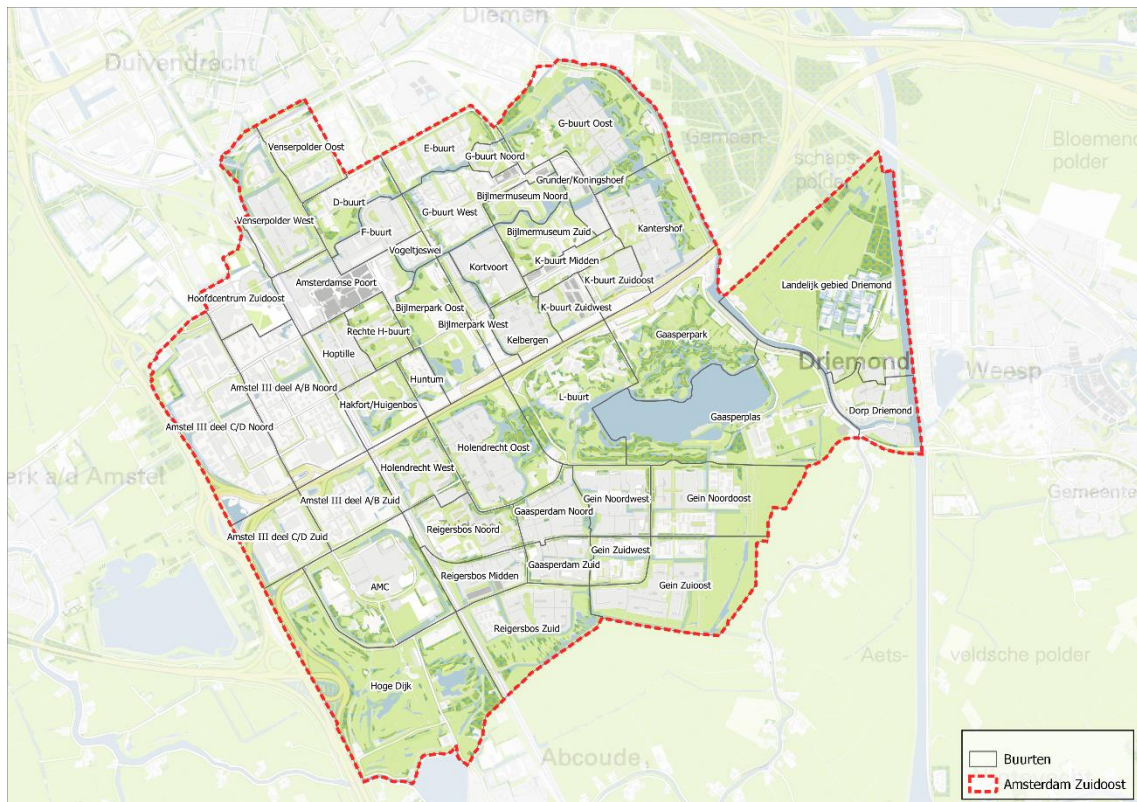 Diemen
Duivendrecht
Venserpolder Oost
E-buurt
G-buurt Oost
G-buurt Noord
Gemeen-
schaps
polder
Bloemend
polder
Grunder/Koningshoef
D-buurt
Bijlmermuseum Noord
G-buurt West
Venserpolder West
F-buurt
Bijlmermuseum Zuid
Kantershof
Vogeltjeswei
Kortvoort
K-buurt Midden
Amsterdamse Poort
K-buurt Zuidoost
Landelijk gebied Driemond
Hoofdcentrum Zuidoost
Bijlmerpark Oost
K-buurt Zuidwest
Bijlmerpark West
Rechte H-buurt
Gaasperpark
Kelbergen
Hoptille
Driemond
Weesp
Huntum
Amstel III deel A/B Noord
L-buurt
Hakfort/Huigenbos
Gaasperplas
Dorp Driemond
Amstel III deel C/D Noord
Holendrecht Oost
Holendrecht West
erk a/d Amstel
Gemeente
Amstel III deel A/B Zuid
Gein Noordwest
Gein Noordoost
Gaasperdam Noord
Reigersbos Noord
Amstel III deel C/D Zuid
Gein Zuidwest
Gaasperdam Zuid
Reigersbos Midden
AMC
Gein Zuioost
Reigersbos Zuid
Aets-
veldsche polder
Hoge Dijk
Abcoude
Buurten
Amsterdam Zuidoost